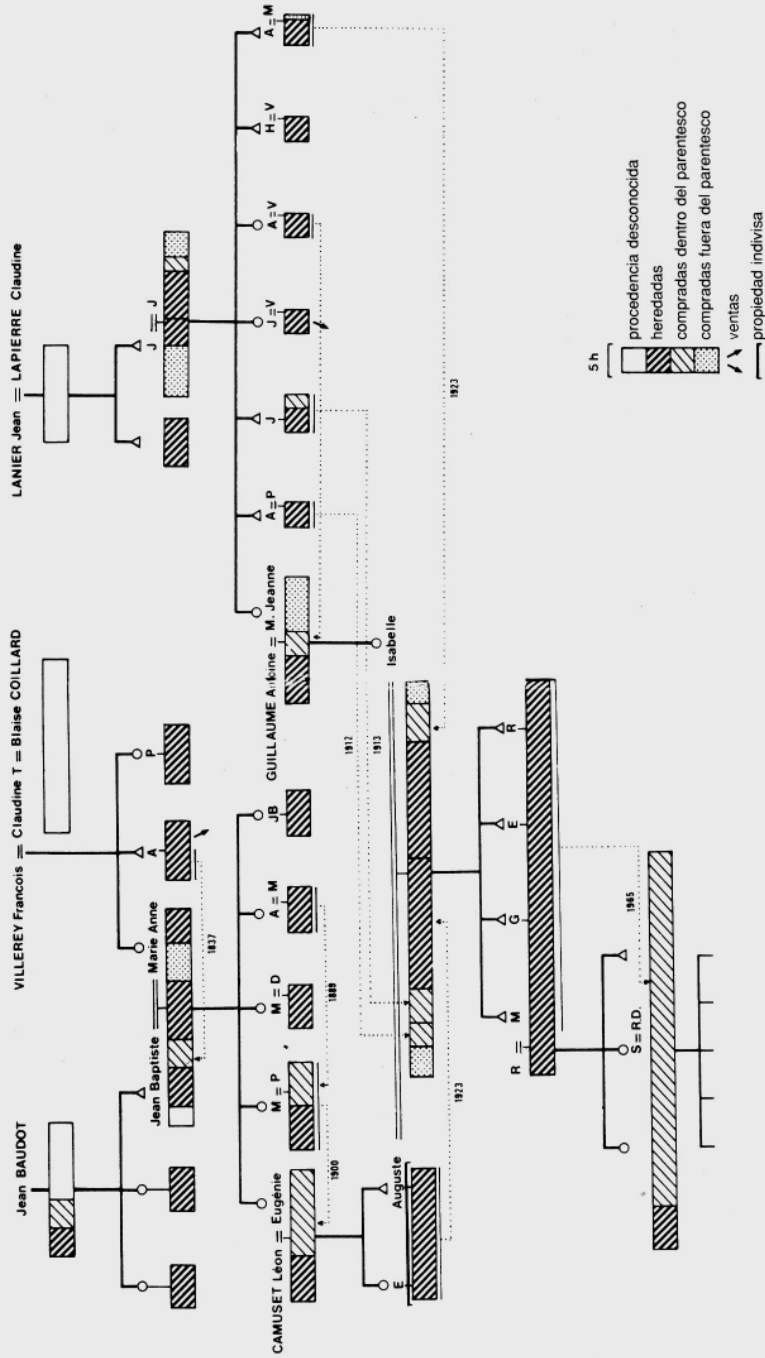 LANIER Jean = LAPIERRE Claudine
VILLEREY Francois = Claudine T = Blaise COILLARD
Jean BAUDOT
J = J
A
P
Jean Baptiste = Marie Anne
1837
GUILLAUME Antoine = M. Jeanne
A = P
J
J = V
A = V
H = V
A = M
CAMUSET Léon = Eugénie
M = P
M = D
A = M
JB
1889
1900
Isabelle
1912
1913
1923
E
Auguste
1923
R = M
G
E
R
1965
S = R.D.
5 h
procedencia desconocida
heredadas
compradas dentro del parentesco
compradas fuera del parentesco
ventas
propiedad indivisa